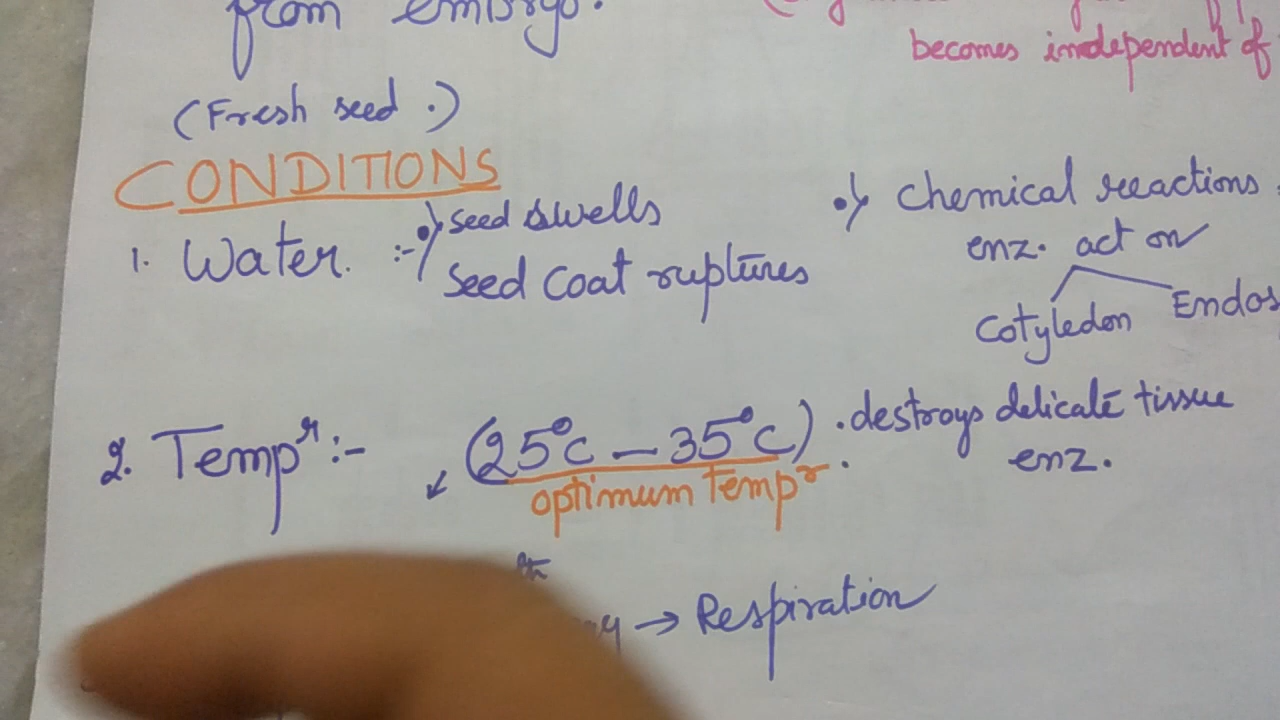 from embryo.
becomes independent of
(Fresh seed.)
CONDITIONS
1. Water :- •) seed swells
seed coat ruptures
•) Chemical reactions
enz. act on
Cotyledon Endos
2. Tempr :- (25°c – 35°c) . destroys delicate tissue
enz.
optimum Tempr.
→ Respiration